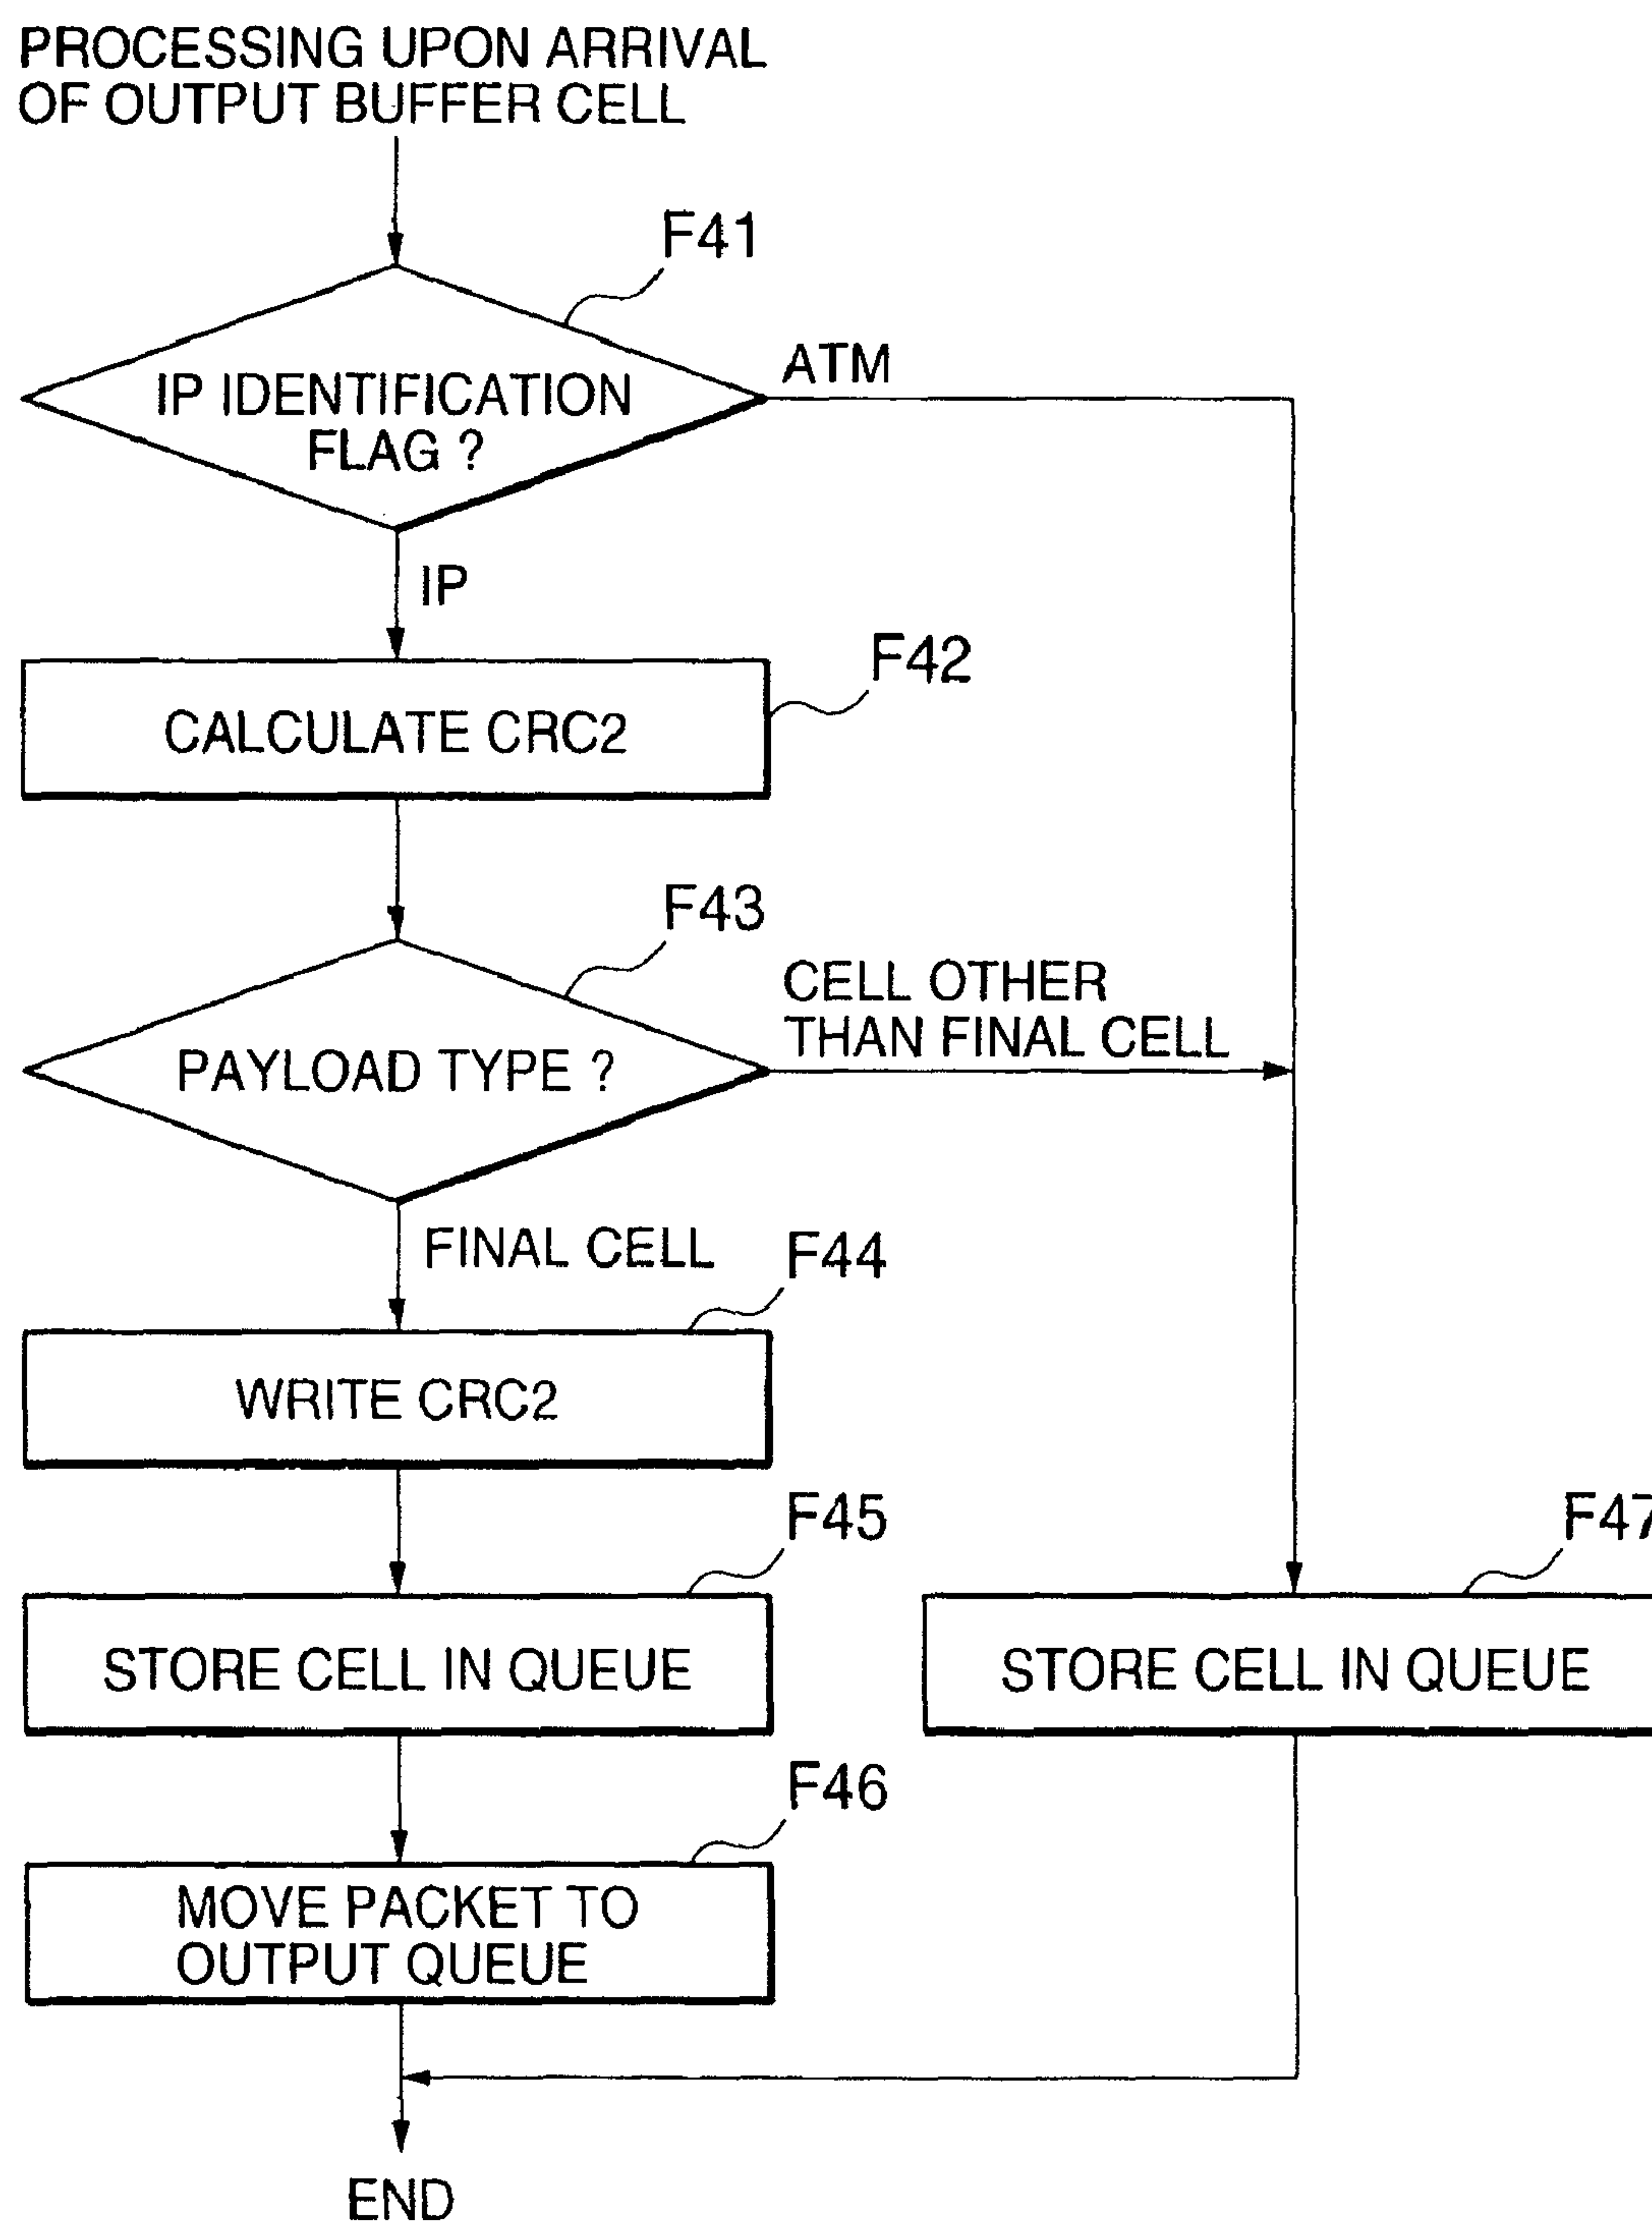 PROCESSING UPON ARRIVAL
OF OUTPUT BUFFER CELL
F41
IP IDENTIFICATION
FLAG ?
ATM
IP
F42
CALCULATE CRC2
F43
PAYLOAD TYPE ?
CELL OTHER
THAN FINAL CELL
FINAL CELL
F44
WRITE CRC2
F45
STORE CELL IN QUEUE
F47
STORE CELL IN QUEUE
F46
MOVE PACKET TO
OUTPUT QUEUE
END